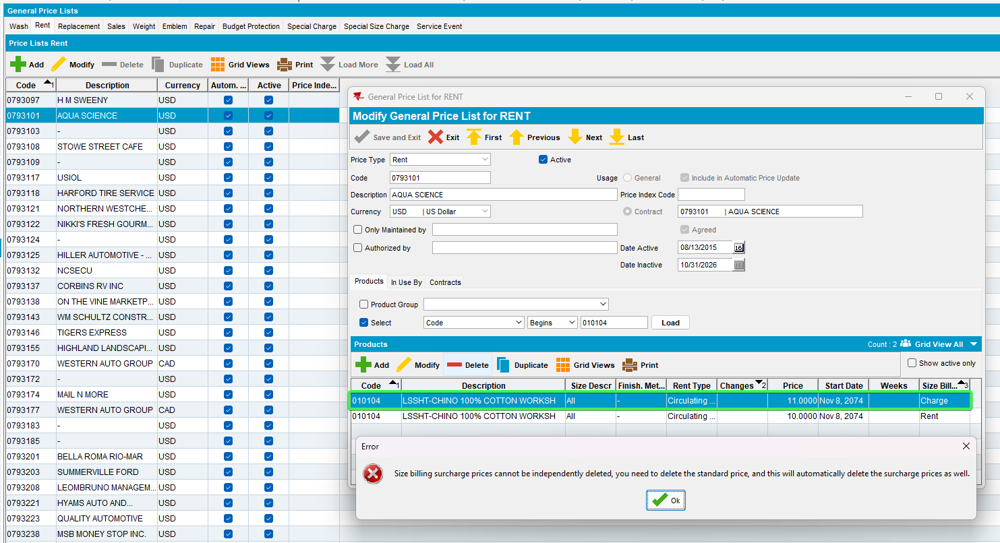 General Price Lists
Wash Rent Replacement Sales Weight Emblem Repair Budget Protection Special Charge Special Size Charge Service Event
Price Lists Rent
Add Modify Delete Duplicate Grid Views Print Load More Load All
Code 1 Description Currency Autom. ... Active Price Inde...
0793097 H M SWEENY USD
0793101 AQUA SCIENCE USD
0793103 - USD
0793108 STOWE STREET CAFE USD
0793109 - USD
0793117 USIOL USD
0793118 HARFORD TIRE SERVICE USD
0793121 NORTHERN WESTCHE... USD
0793122 NIKKI'S FRESH GOURM... USD
0793124 - USD
0793125 HILLER AUTOMOTIVE - ... USD
0793132 NCSECU USD
0793137 CORBINS RV INC USD
0793138 ON THE VINE MARKETP... USD
0793143 WM SCHULTZ CONSTR... USD
0793146 TIGERS EXPRESS USD
0793155 HIGHLAND LANDSCAPI... USD
0793170 WESTERN AUTO GROUP CAD
0793172 - USD
0793174 MAIL N MORE USD
0793177 WESTERN AUTO GROUP CAD
0793183 - USD
0793185 - USD
0793201 BELLA ROMA RIO-MAR USD
0793203 SUMMERVILLE FORD USD
0793208 LEOMBRUNO MANAGEM... USD
0793221 HYAMS AUTO AND... USD
0793223 QUALITY AUTOMOTIVE USD
0793238 MSB MONEY STOP INC. USD
General Price List for RENT
Modify General Price List for RENT
Save and Exit Exit First Previous Next Last
Price Type Rent Active
Code 0793101 Usage General Include in Automatic Price Update
Description AQUA SCIENCE Price Index Code
Currency USD | US Dollar Contract 0793101 | AQUA SCIENCE
Only Maintained by Agreed
Authorized by Date Active 08/13/2015 16
Date Inactive 10/31/2026 16
Products In Use By Contracts
Product Group
Select Code Begins 010104 Load
Products Count : 2 Grid View All
Add Modify Delete Duplicate Grid Views Print Show active only
Code 1 Description Size Descr Finish. Met... Rent Type Changes 2 Price Start Date Weeks Size Bill... 3
010104 LSSHT-CHINO 100% COTTON WORKSH All - Circulating ... 11.0000 Nov 8, 2074 Charge
010104 LSSHT-CHINO 100% COTTON WORKSH All - Circulating ... 10.0000 Nov 8, 2074 Rent
Error
Size billing surcharge prices cannot be independently deleted, you need to delete the standard price, and this will automatically delete the surcharge prices as well.
Ok